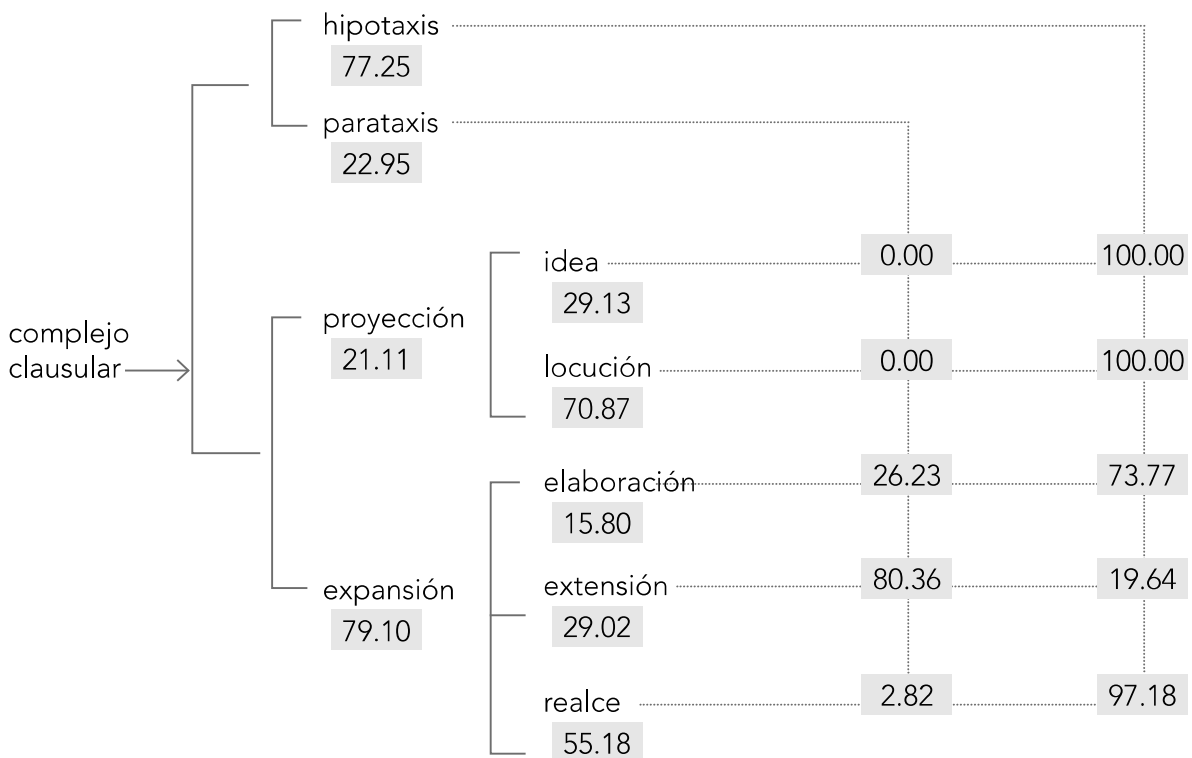 hipotaxis
77.25
parataxis
22.95
idea 0.00 100.00
29.13
proyección
21.11
complejo
clausular
locución 0.00 100.00
70.87
elaboración 26.23 73.77
15.80
expansión
79.10
extensión 80.36 19.64
29.02
realce 2.82 97.18
55.18